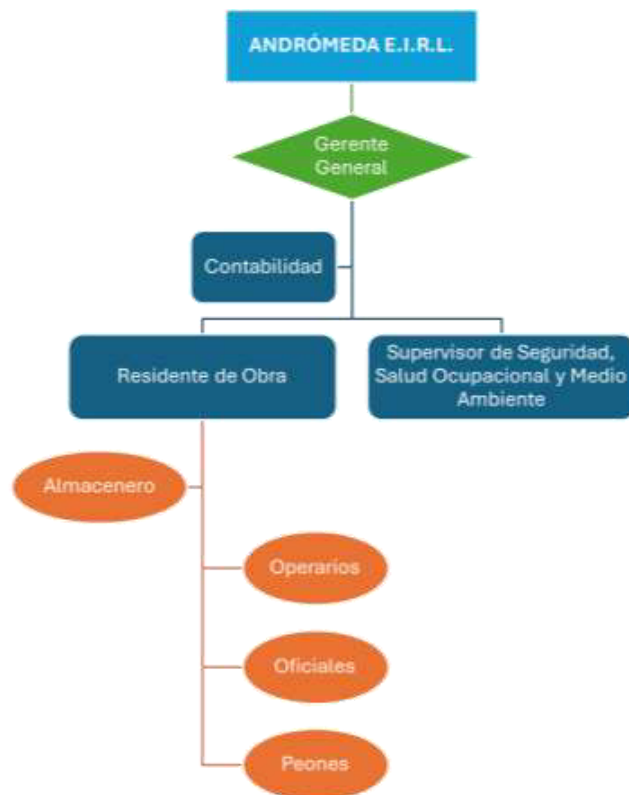 ANDRÓMEDA E.I.R.L.
Gerente
General
Contabilidad
Residente de Obra
Supervisor de Seguridad,
Salud Ocupacional y Medio
Ambiente
Almacenero
Operarios
Oficiales
Peones